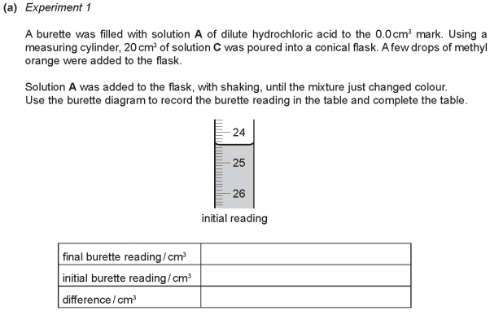 (a) Experiment 1
A burette was filled with solution A of dilute hydrochloric acid to the 0.0 cm³ mark. Using a
measuring cylinder, 20 cm³ of solution C was poured into a conical flask. A few drops of methyl
orange were added to the flask.
Solution A was added to the flask, with shaking, until the mixture just changed colour.
Use the burette diagram to record the burette reading in the table and complete the table.
24
25
26
initial reading
final burette reading / cm³
initial burette reading / cm³
difference / cm³